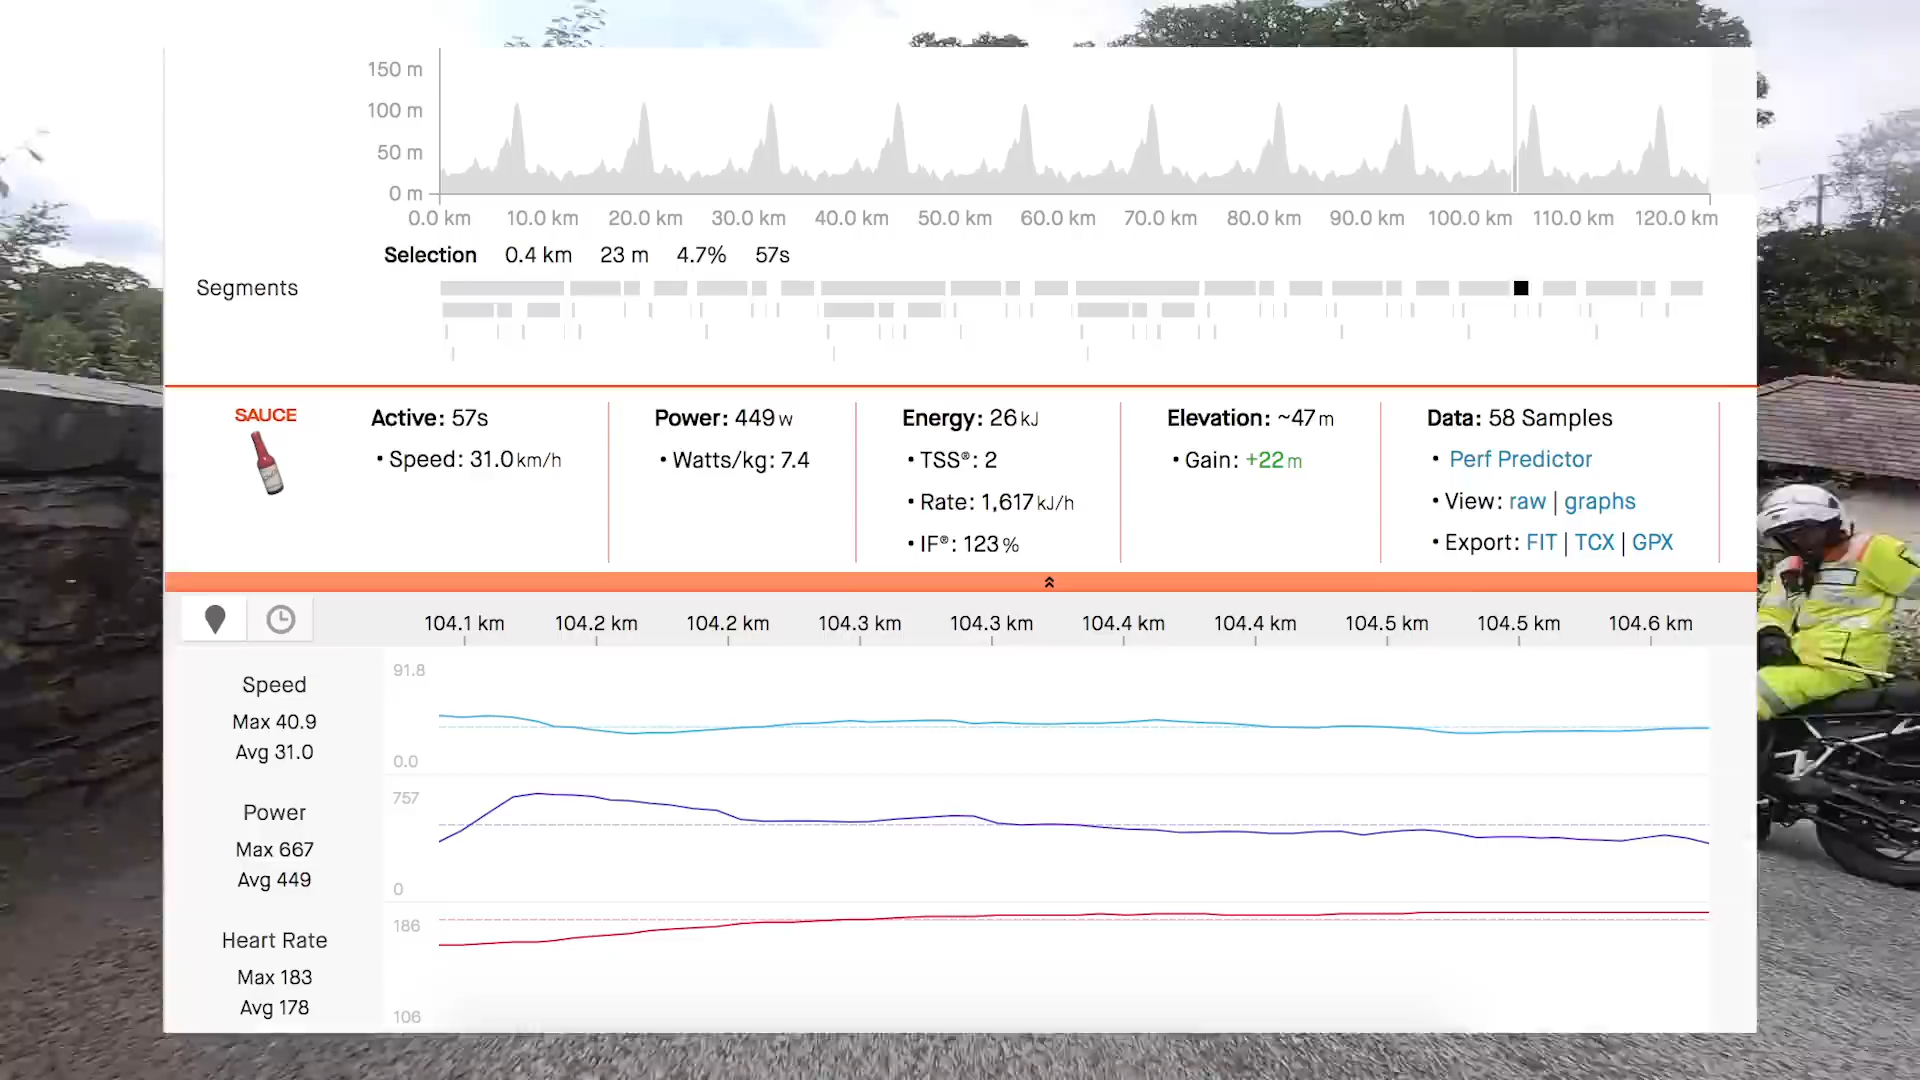 150 m
100 m
50 m
0 m
0.0 km 10.0 km 20.0 km 30.0 km 40.0 km 50.0 km 60.0 km 70.0 km 80.0 km 90.0 km 100.0 km 110.0 km 120.0 km
Selection 0.4 km 23 m 4.7% 57s
Segments
SAUCE
Active: 57s
• Speed: 31.0 km/h
Power: 449 w
• Watts/kg: 7.4
Energy: 26 kJ
• TSS®: 2
• Rate: 1,617 kJ/h
• IF®: 123 %
Elevation: ~47 m
• Gain: +22 m
Data: 58 Samples
• Perf Predictor
• View: raw | graphs
• Export: FIT | TCX | GPX
104.1 km 104.2 km 104.2 km 104.3 km 104.3 km 104.4 km 104.4 km 104.5 km 104.5 km 104.6 km
Speed
Max 40.9
Avg 31.0
91.8
0.0
Power
Max 667
Avg 449
757
0
Heart Rate
Max 183
Avg 178
186
106